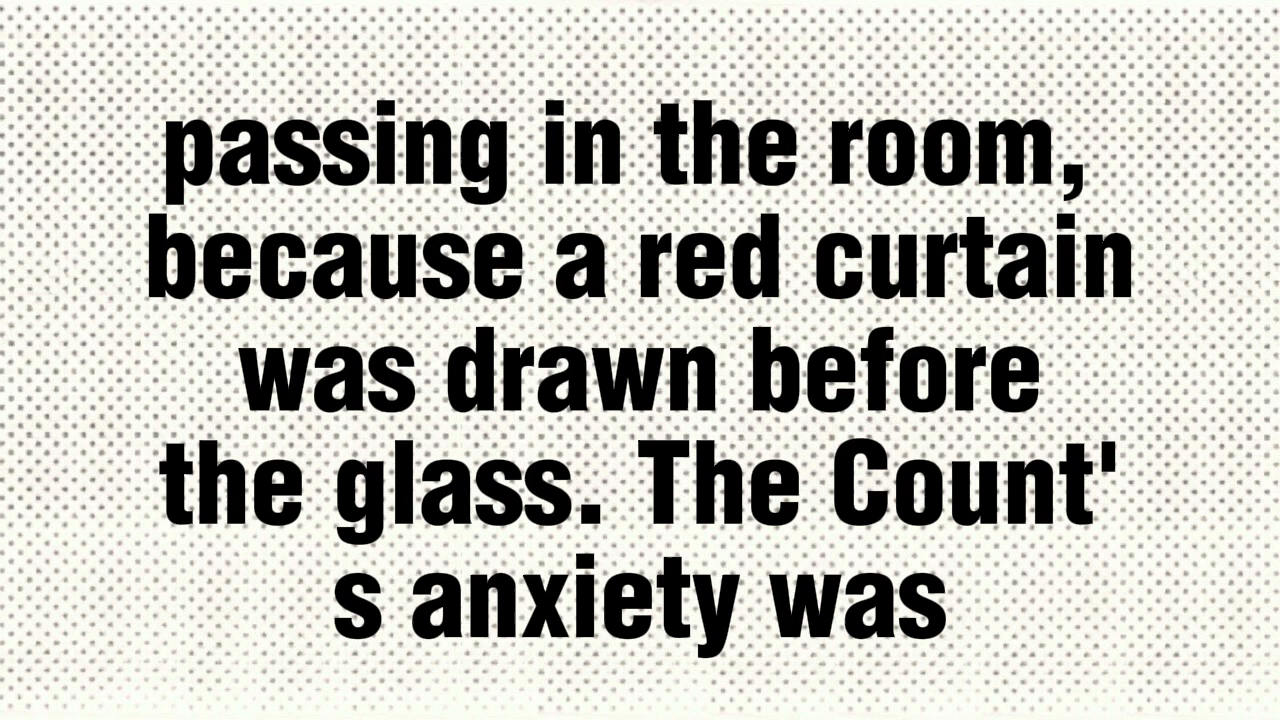 passing in the room,
because a red curtain
was drawn before
the glass. The Count'
s anxiety was